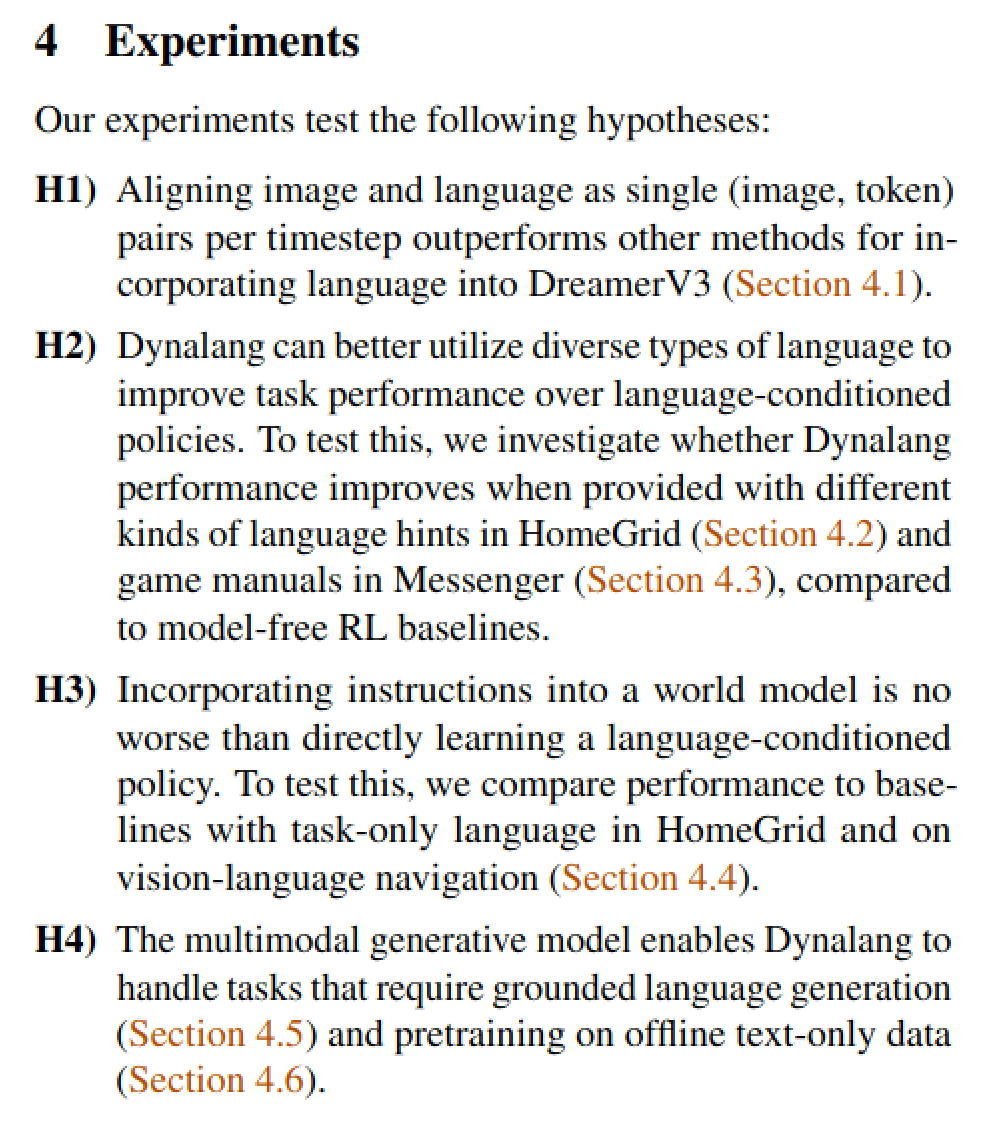 4 Experiments
Our experiments test the following hypotheses:
H1) Aligning image and language as single (image, token)
pairs per timestep outperforms other methods for in-
corporating language into DreamerV3 (Section 4.1).
H2) Dynalang can better utilize diverse types of language to
improve task performance over language-conditioned
policies. To test this, we investigate whether Dynalang
performance improves when provided with different
kinds of language hints in HomeGrid (Section 4.2) and
game manuals in Messenger (Section 4.3), compared
to model-free RL baselines.
H3) Incorporating instructions into a world model is no
worse than directly learning a language-conditioned
policy. To test this, we compare performance to base-
lines with task-only language in HomeGrid and on
vision-language navigation (Section 4.4).
H4) The multimodal generative model enables Dynalang to
handle tasks that require grounded language generation
(Section 4.5) and pretraining on offline text-only data
(Section 4.6).